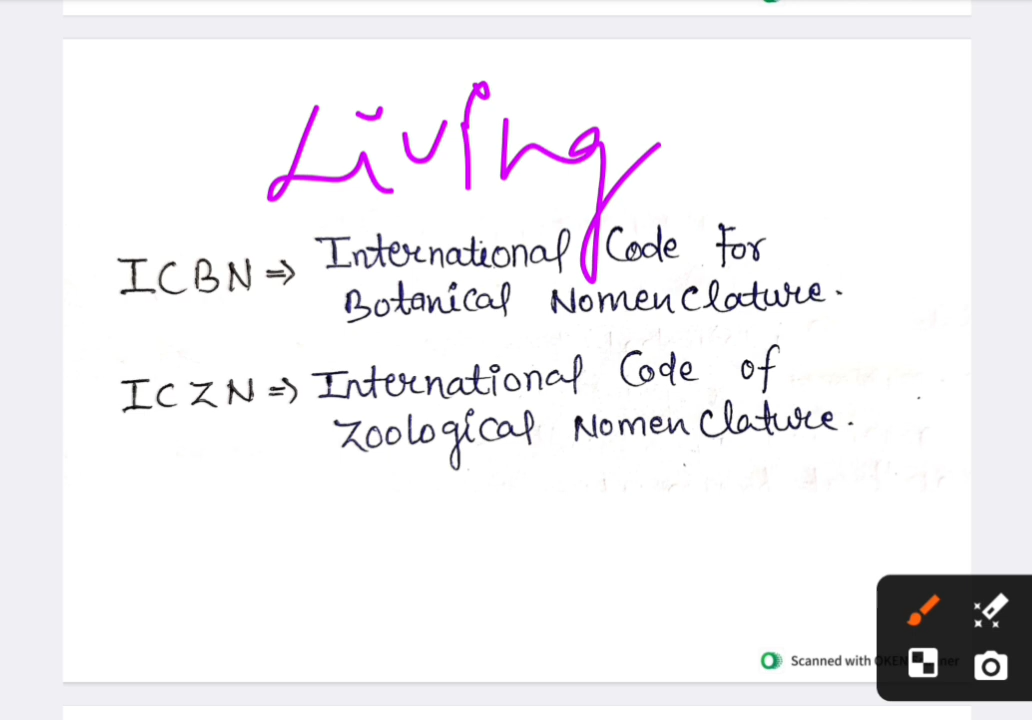 Living
ICBN ⇒ International Code For
Botanical Nomenclature.
ICZN ⇒ International Code of
Zoological Nomenclature.
Scanned with